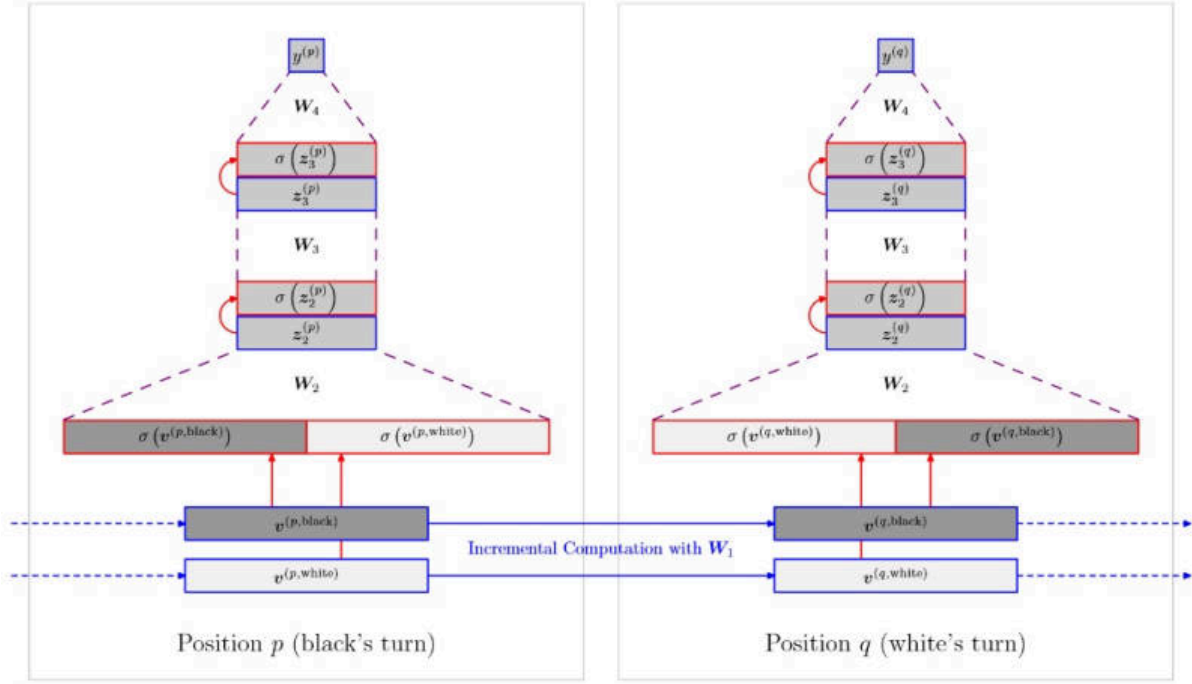 y^(p)
W_4
σ(z_3^(p))
z_3^(p)
W_3
σ(z_2^(p))
z_2^(p)
W_2
σ(v^(p,black)) σ(v^(p,white))
v^(p,black)
v^(p,white)
Position p (black's turn)
Incremental Computation with W_1
y^(q)
W_4
σ(z_3^(q))
z_3^(q)
W_3
σ(z_2^(q))
z_2^(q)
W_2
σ(v^(q,white)) σ(v^(q,black))
v^(q,black)
v^(q,white)
Position q (white's turn)